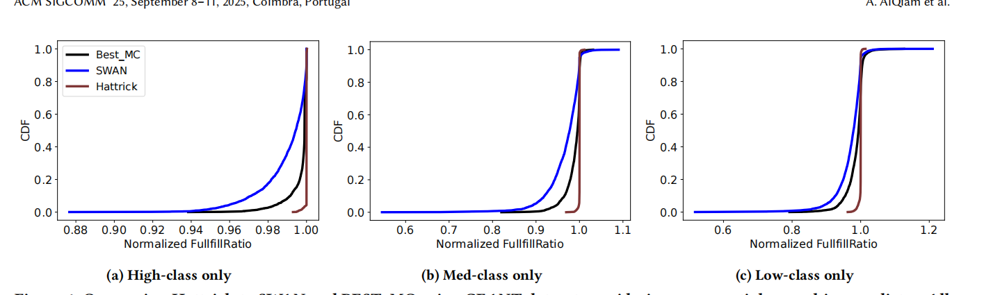 ACM SIGCOMM '25, September 8–11, 2025, Coimbra, Portugal
A. AlQiam et al.
Best_MC
SWAN
Hattrick
CDF
1.0
0.8
0.6
0.4
0.2
0.0
0.88 0.90 0.92 0.94 0.96 0.98 1.00
Normalized FullfillRatio
(a) High-class only
CDF
1.0
0.8
0.6
0.4
0.2
0.0
0.6 0.7 0.8 0.9 1.0 1.1
Normalized FullfillRatio
(b) Med-class only
CDF
1.0
0.8
0.6
0.4
0.2
0.0
0.6 0.8 1.0 1.2
Normalized FullfillRatio
(c) Low-class only